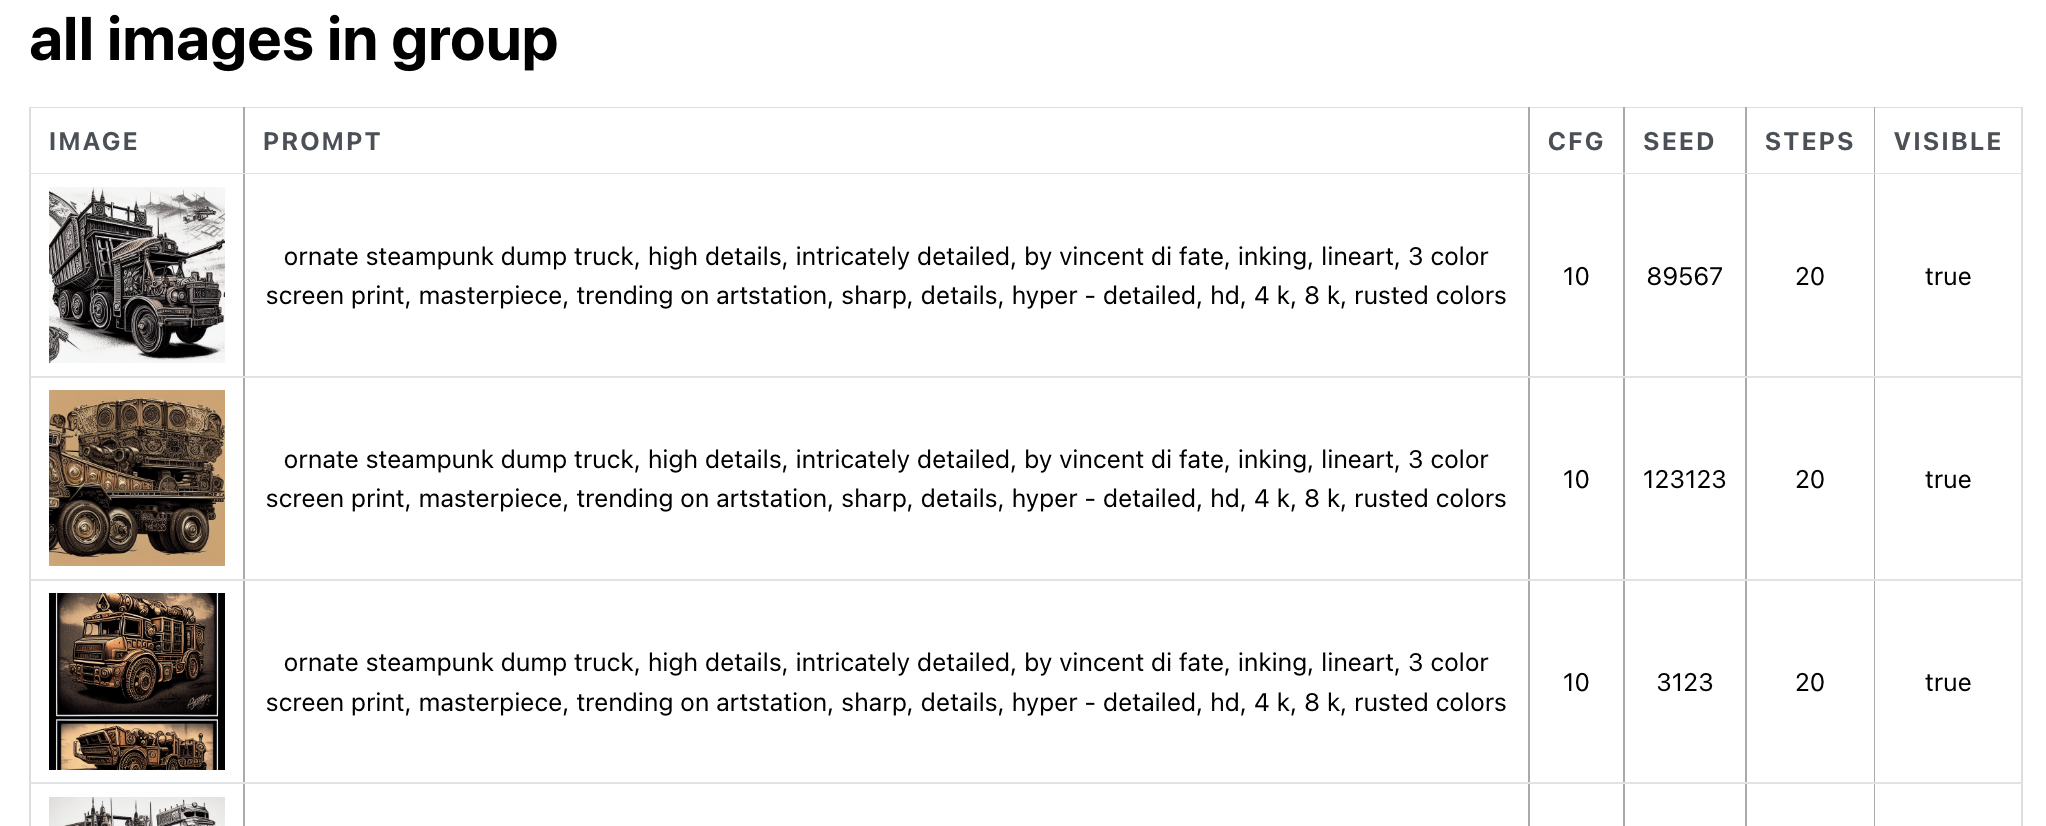 all images in group
IMAGE PROMPT CFG SEED STEPS VISIBLE
ornate steampunk dump truck, high details, intricately detailed, by vincent di fate, inking, lineart, 3 color
screen print, masterpiece, trending on artstation, sharp, details, hyper - detailed, hd, 4 k, 8 k, rusted colors
10 89567 20 true
ornate steampunk dump truck, high details, intricately detailed, by vincent di fate, inking, lineart, 3 color
screen print, masterpiece, trending on artstation, sharp, details, hyper - detailed, hd, 4 k, 8 k, rusted colors
10 123123 20 true
ornate steampunk dump truck, high details, intricately detailed, by vincent di fate, inking, lineart, 3 color
screen print, masterpiece, trending on artstation, sharp, details, hyper - detailed, hd, 4 k, 8 k, rusted colors
10 3123 20 true